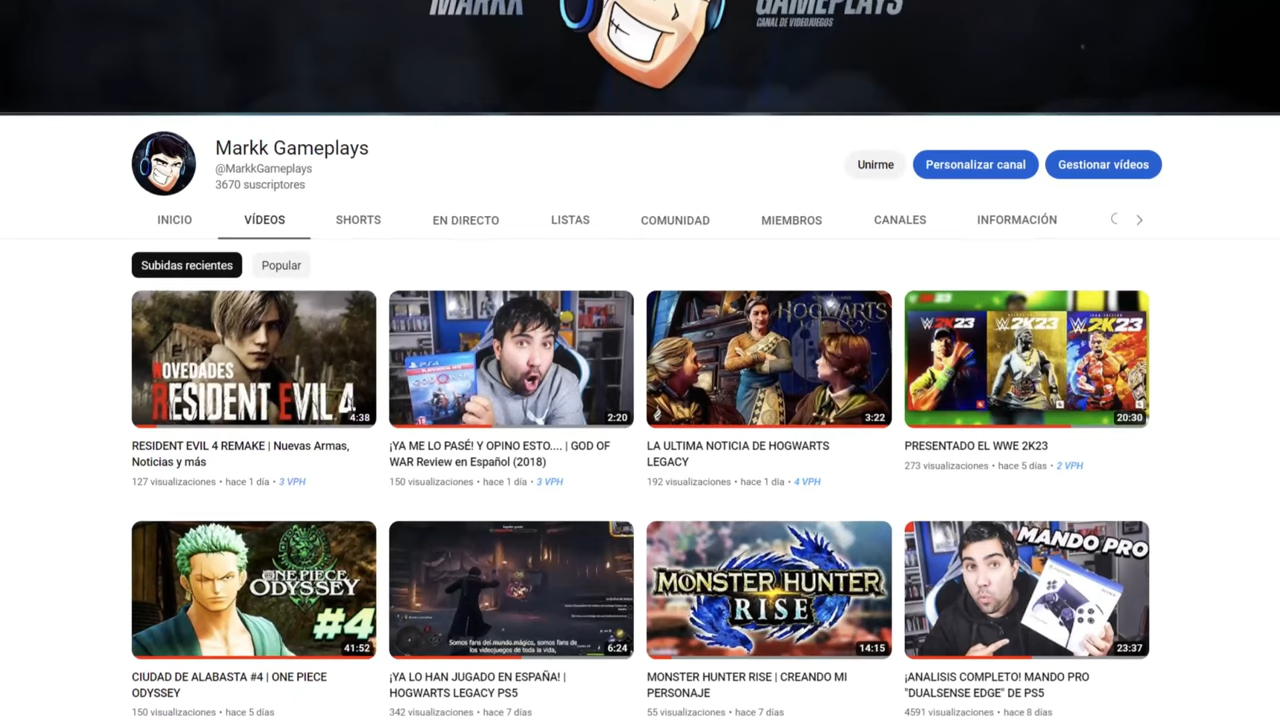 MARKK
GAMEPLAYS
CANAL DE VIDEOJUEGOS
Markk Gameplays
@MarkkGameplays
3670 suscriptores
Unirme
Personalizar canal
Gestionar vídeos
INICIO
VÍDEOS
SHORTS
EN DIRECTO
LISTAS
COMUNIDAD
MIEMBROS
CANALES
INFORMACIÓN
Subidas recientes
Popular
NOVEDADES
RESIDENT EVIL 4
4:38
PS4
2:20
HOGWARTS
3:22
W2K23
W2K23
W2K23
20:30
RESIDENT EVIL 4 REMAKE | Nuevas Armas,
Noticias y más
127 visualizaciones • hace 1 día • 3 VPH
¡YA ME LO PASÉ! Y OPINO ESTO.... | GOD OF
WAR Review en Español (2018)
150 visualizaciones • hace 1 día • 3 VPH
LA ULTIMA NOTICIA DE HOGWARTS
LEGACY
192 visualizaciones • hace 1 día • 4 VPH
PRESENTADO EL WWE 2K23
273 visualizaciones • hace 5 días • 2 VPH
ONE PIECE
ODYSSEY
#4
41:52
Somos fans del mundo mágico, somos fans de
los videojuegos de toda la vida,
6:24
MONSTER HUNTER
RISE
14:15
MANDO PRO
SONY
23:37
CIUDAD DE ALABASTA #4 | ONE PIECE
ODYSSEY
150 visualizaciones • hace 5 días
¡YA LO HAN JUGADO EN ESPAÑA! |
HOGWARTS LEGACY PS5
342 visualizaciones • hace 7 días
MONSTER HUNTER RISE | CREANDO MI
PERSONAJE
55 visualizaciones • hace 7 días
¡ANALISIS COMPLETO! MANDO PRO
"DUALSENSE EDGE" DE PS5
4591 visualizaciones • hace 8 días